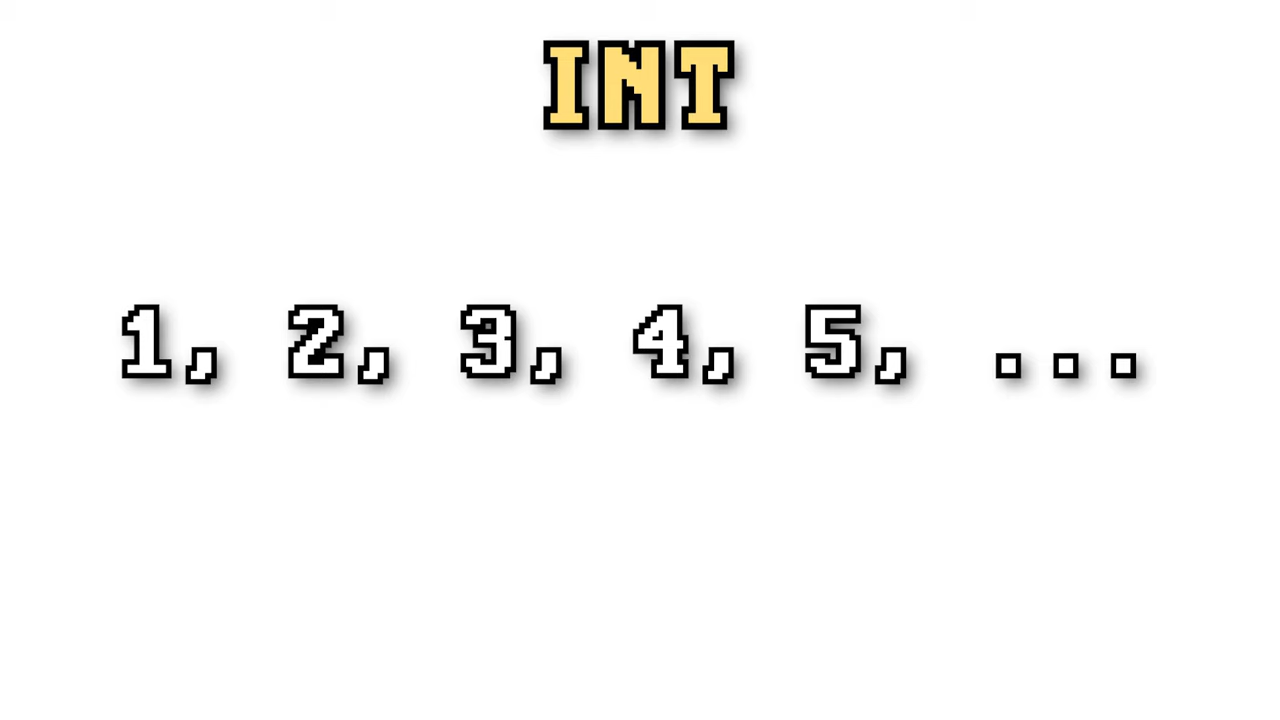 INT
1, 2, 3, 4, 5, ...